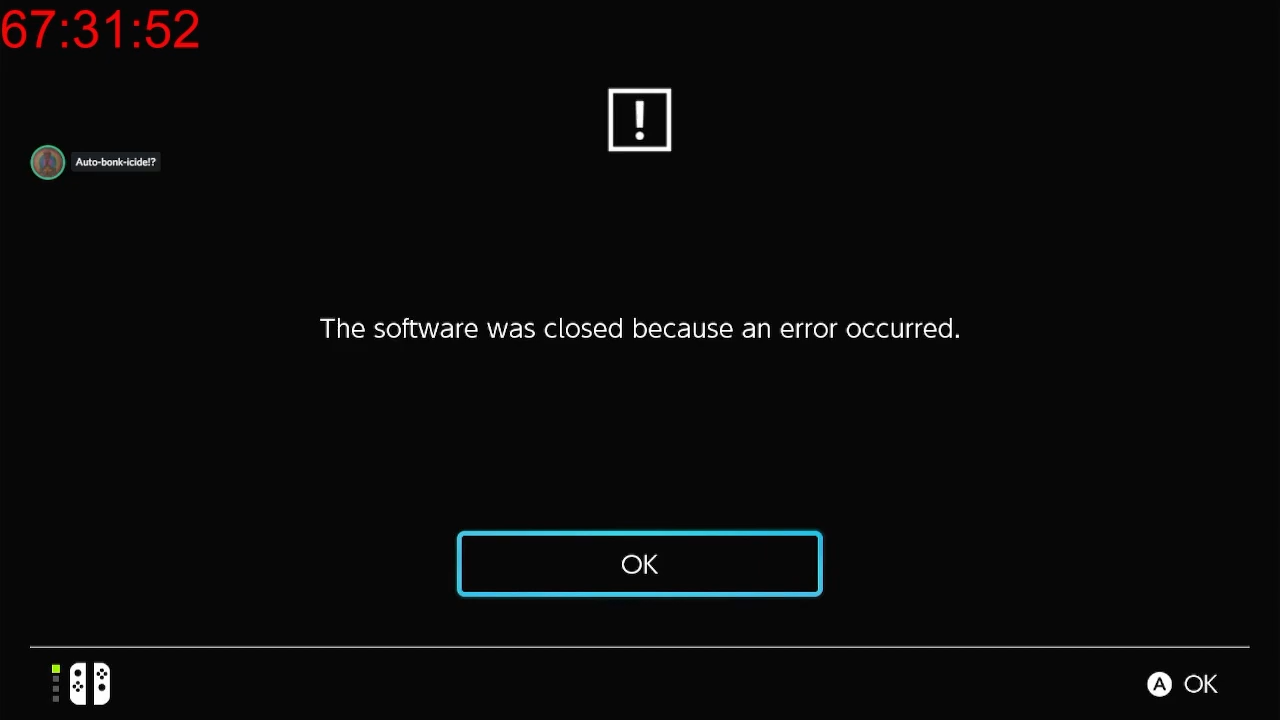 67:31:52
!
Auto-bonk-icide!?
The software was closed because an error occurred.
OK
A OK